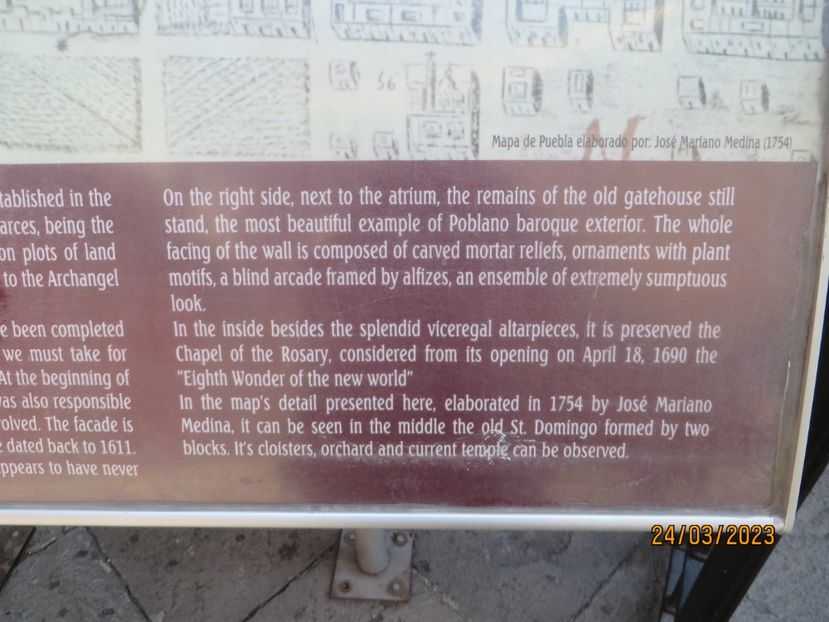 56
Mapa de Puebla elaborado por: José Mariano Medina (1754)
tablished in the
arces, being the
on plots of land
to the Archangel
e been completed
we must take for
At the beginning of
as also responsible
olved. The facade is
e dated back to 1611.
ppears to have never
On the right side, next to the atrium, the remains of the old gatehouse still
stand, the most beautiful example of Poblano baroque exterior. The whole
facing of the wall is composed of carved mortar reliefs, ornaments with plant
motifs, a blind arcade framed by alfizes, an ensemble of extremely sumptuous
look.
In the inside besides the splendid viceregal altarpieces, it is preserved the
Chapel of the Rosary, considered from its opening on April 18, 1690 the
"Eighth Wonder of the new world"
In the map's detail presented here, elaborated in 1754 by José Mariano
Medina, it can be seen in the middle the old St. Domingo formed by two
blocks. It's cloisters, orchard and current temple can be observed.
24/03/2023